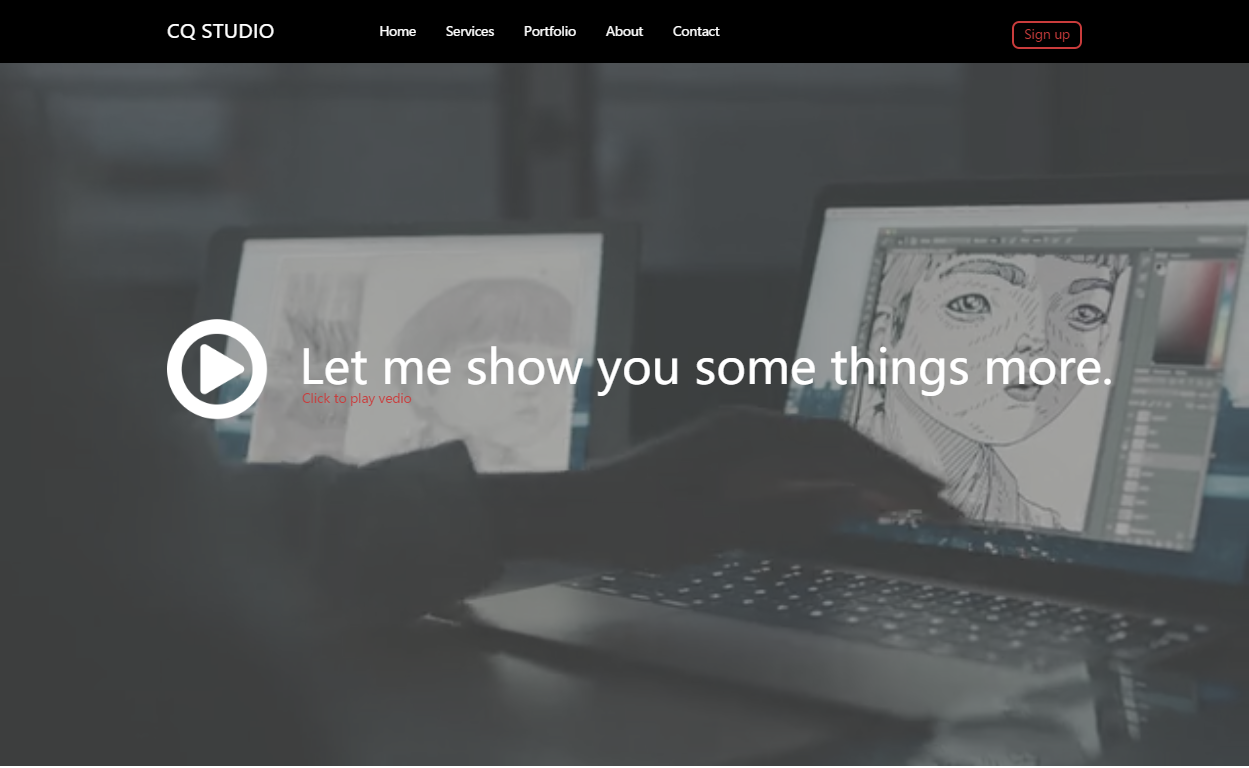 CQ STUDIO
Home Services Portfolio About Contact
Sign up
Let me show you some things more.
Click to play vedio